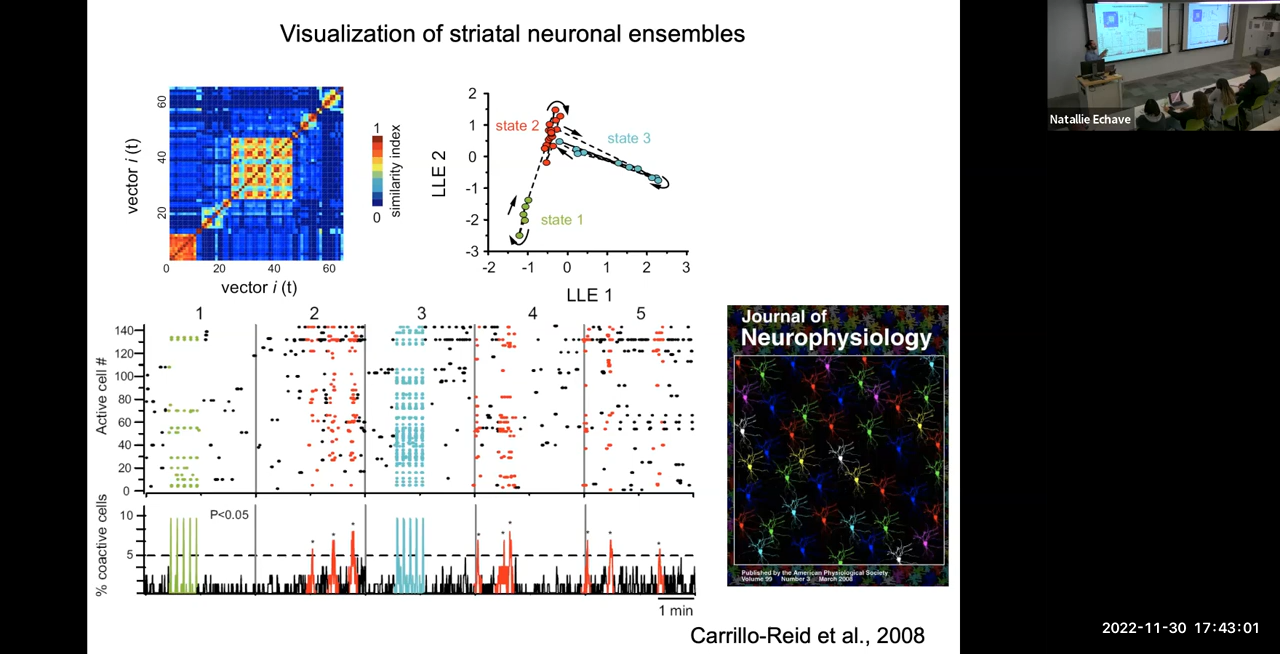 Visualization of striatal neuronal ensembles
Natallie Echave
vector i (t)
60
40
20
0
20
40
60
vector i (t)
1
0
similarity index
LLE 2
2
1
0
-1
-2
-3
-2
-1
0
1
2
3
LLE 1
state 2
state 3
state 1
1
2
3
4
5
Active cell #
140
120
100
80
60
40
20
0
% coactive cells
10
5
P<0.05
* * * * * * * *
1 min
Journal of
Neurophysiology
Published by the American Physiological Society
Volume 99 Number 3 March 2008
Carrillo-Reid et al., 2008
2022-11-30 17:43:01